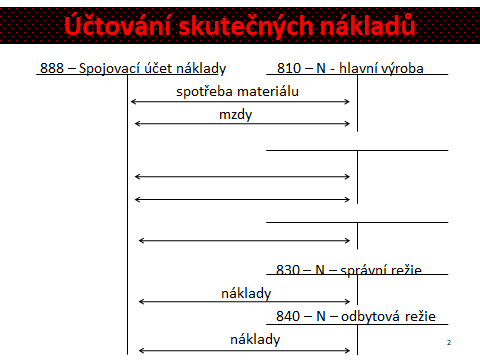 Účtování skutečných nákladů
888 – Spojovací účet náklady
810 – N - hlavní výroba
spotřeba materiálu
mzdy
830 – N – správní režie
náklady
840 – N – odbytová režie
náklady
2